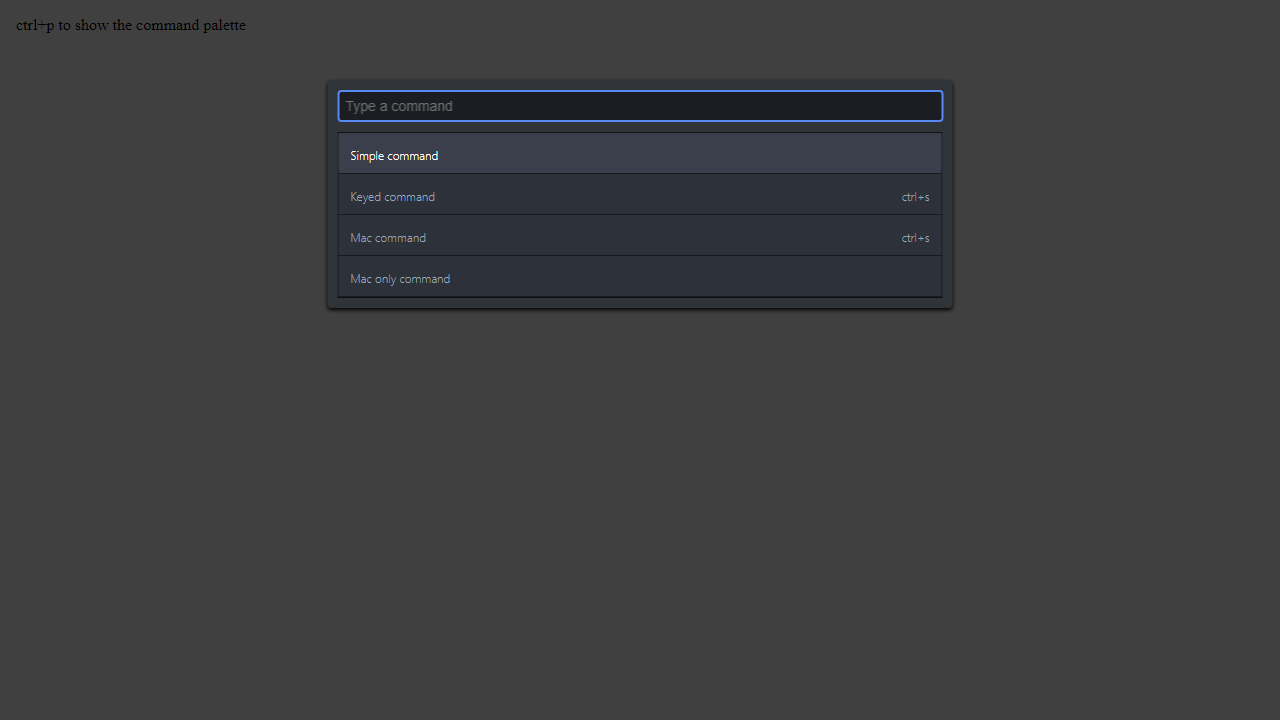 ctrl+p to show the command palette
Type a command
Simple command
Keyed command ctrl+s
Mac command ctrl+s
Mac only command